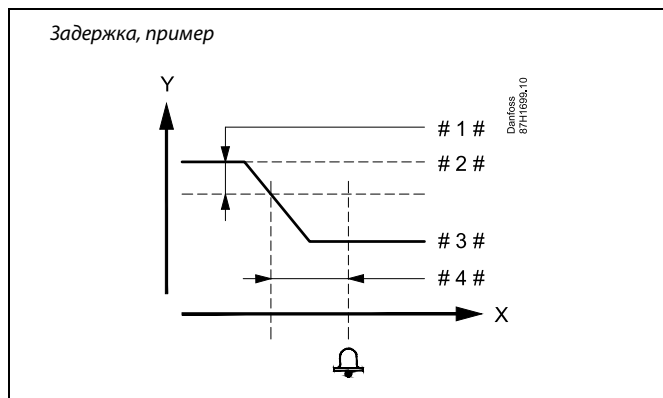 Задержка, пример
Y
# 1 #
# 2 #
# 3 #
# 4 #
X
Danfoss
87H1699.10